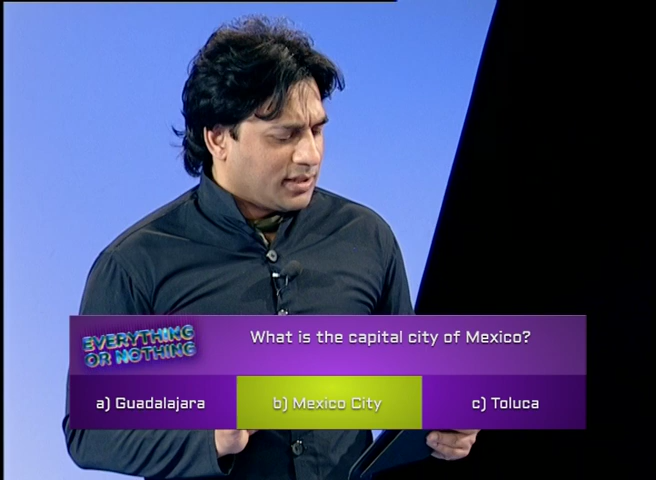 EVERYTHING
OR NOTHING
What is the capital city of Mexico?
a) Guadalajara
b) Mexico City
c) Toluca